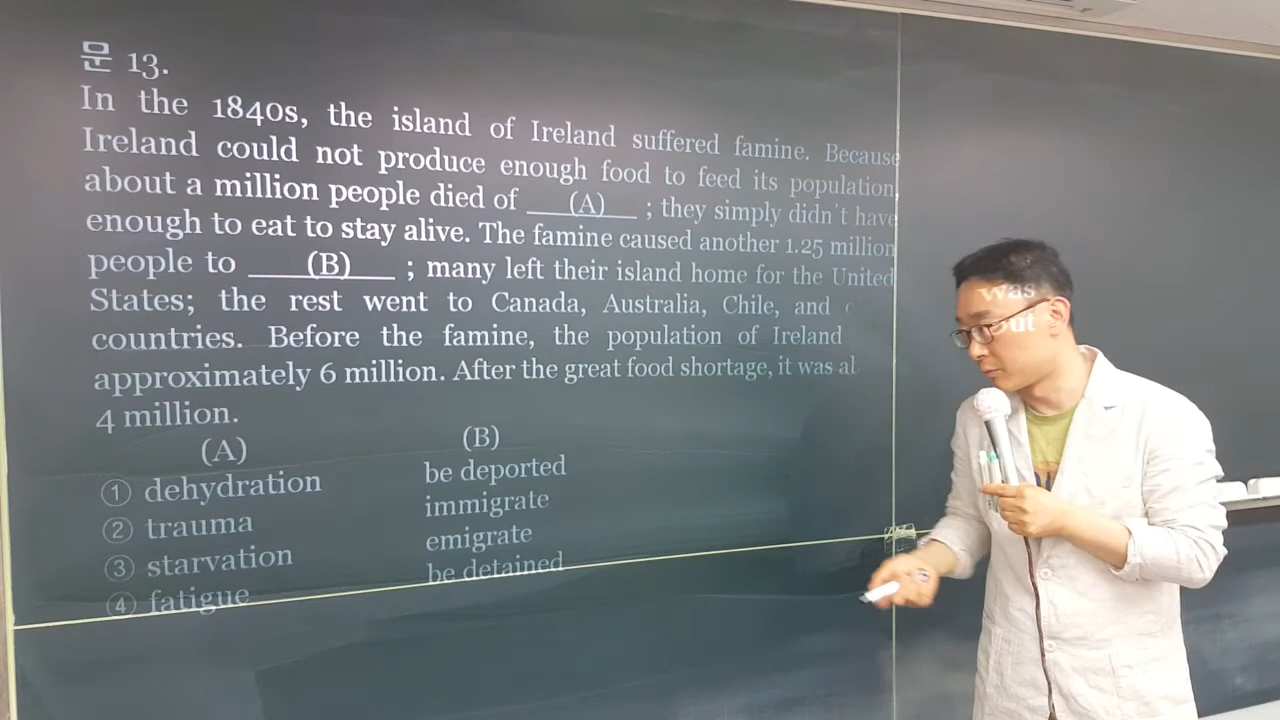 문 13.
In the 1840s, the island of Ireland suffered famine. Because
Ireland could not produce enough food to feed its population,
about a million people died of (A) ; they simply didn't have
enough to eat to stay alive. The famine caused another 1.25 million
people to (B) ; many left their island home for the United
States; the rest went to Canada, Australia, Chile, and
countries. Before the famine, the population of Ireland was
approximately 6 million. After the great food shortage, it was
4 million.
(A) (B)
① dehydration be deported
② trauma immigrate
③ starvation emigrate
④ fatigue be detained